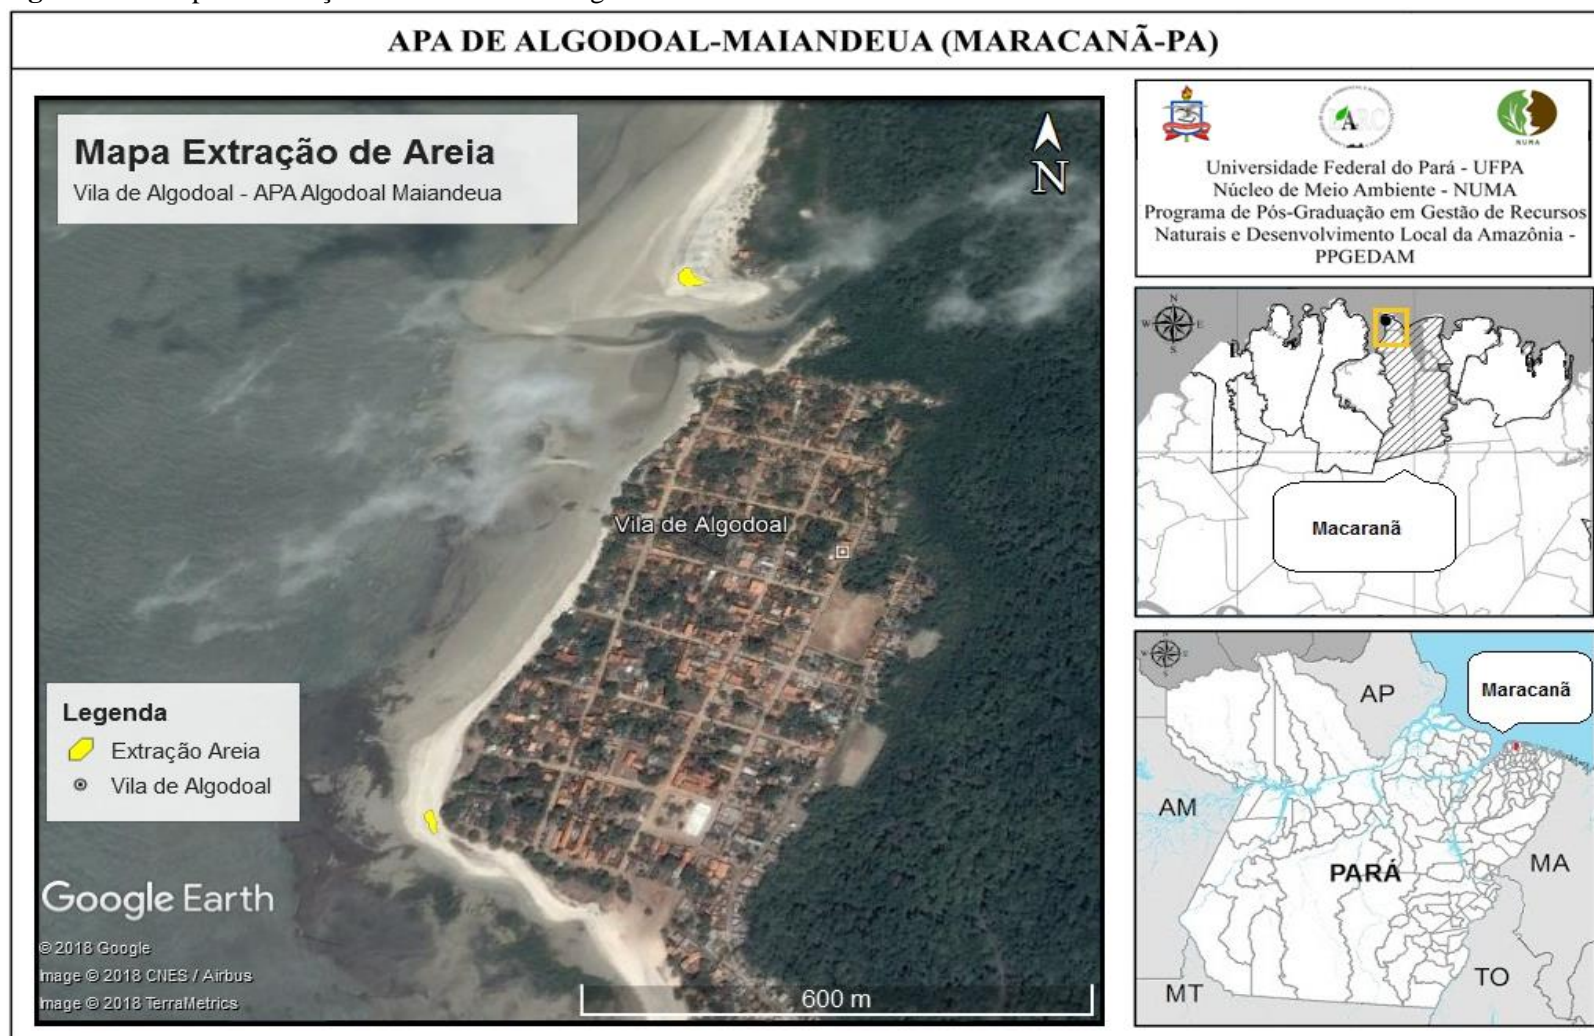 APA DE ALGODOAL-MAIANDEUA (MARACANÃ-PA)
Mapa Extração de Areia
Vila de Algodoal - APA Algodoal Maiandeua
N
Vila de Algodoal
Legenda
Extração Areia
Vila de Algodoal
Google Earth
© 2018 Google
Image © 2018 CNES / Airbus
Image © 2018 TerraMetrics
600 m
NUMA
Universidade Federal do Pará - UFPA
Núcleo de Meio Ambiente - NUMA
Programa de Pós-Graduação em Gestão de Recursos
Naturais e Desenvolvimento Local da Amazônia -
PPGEDAM
N
W E
S
Macaranã
Maracanã
AP
AM
PARÁ
MA
MT
TO